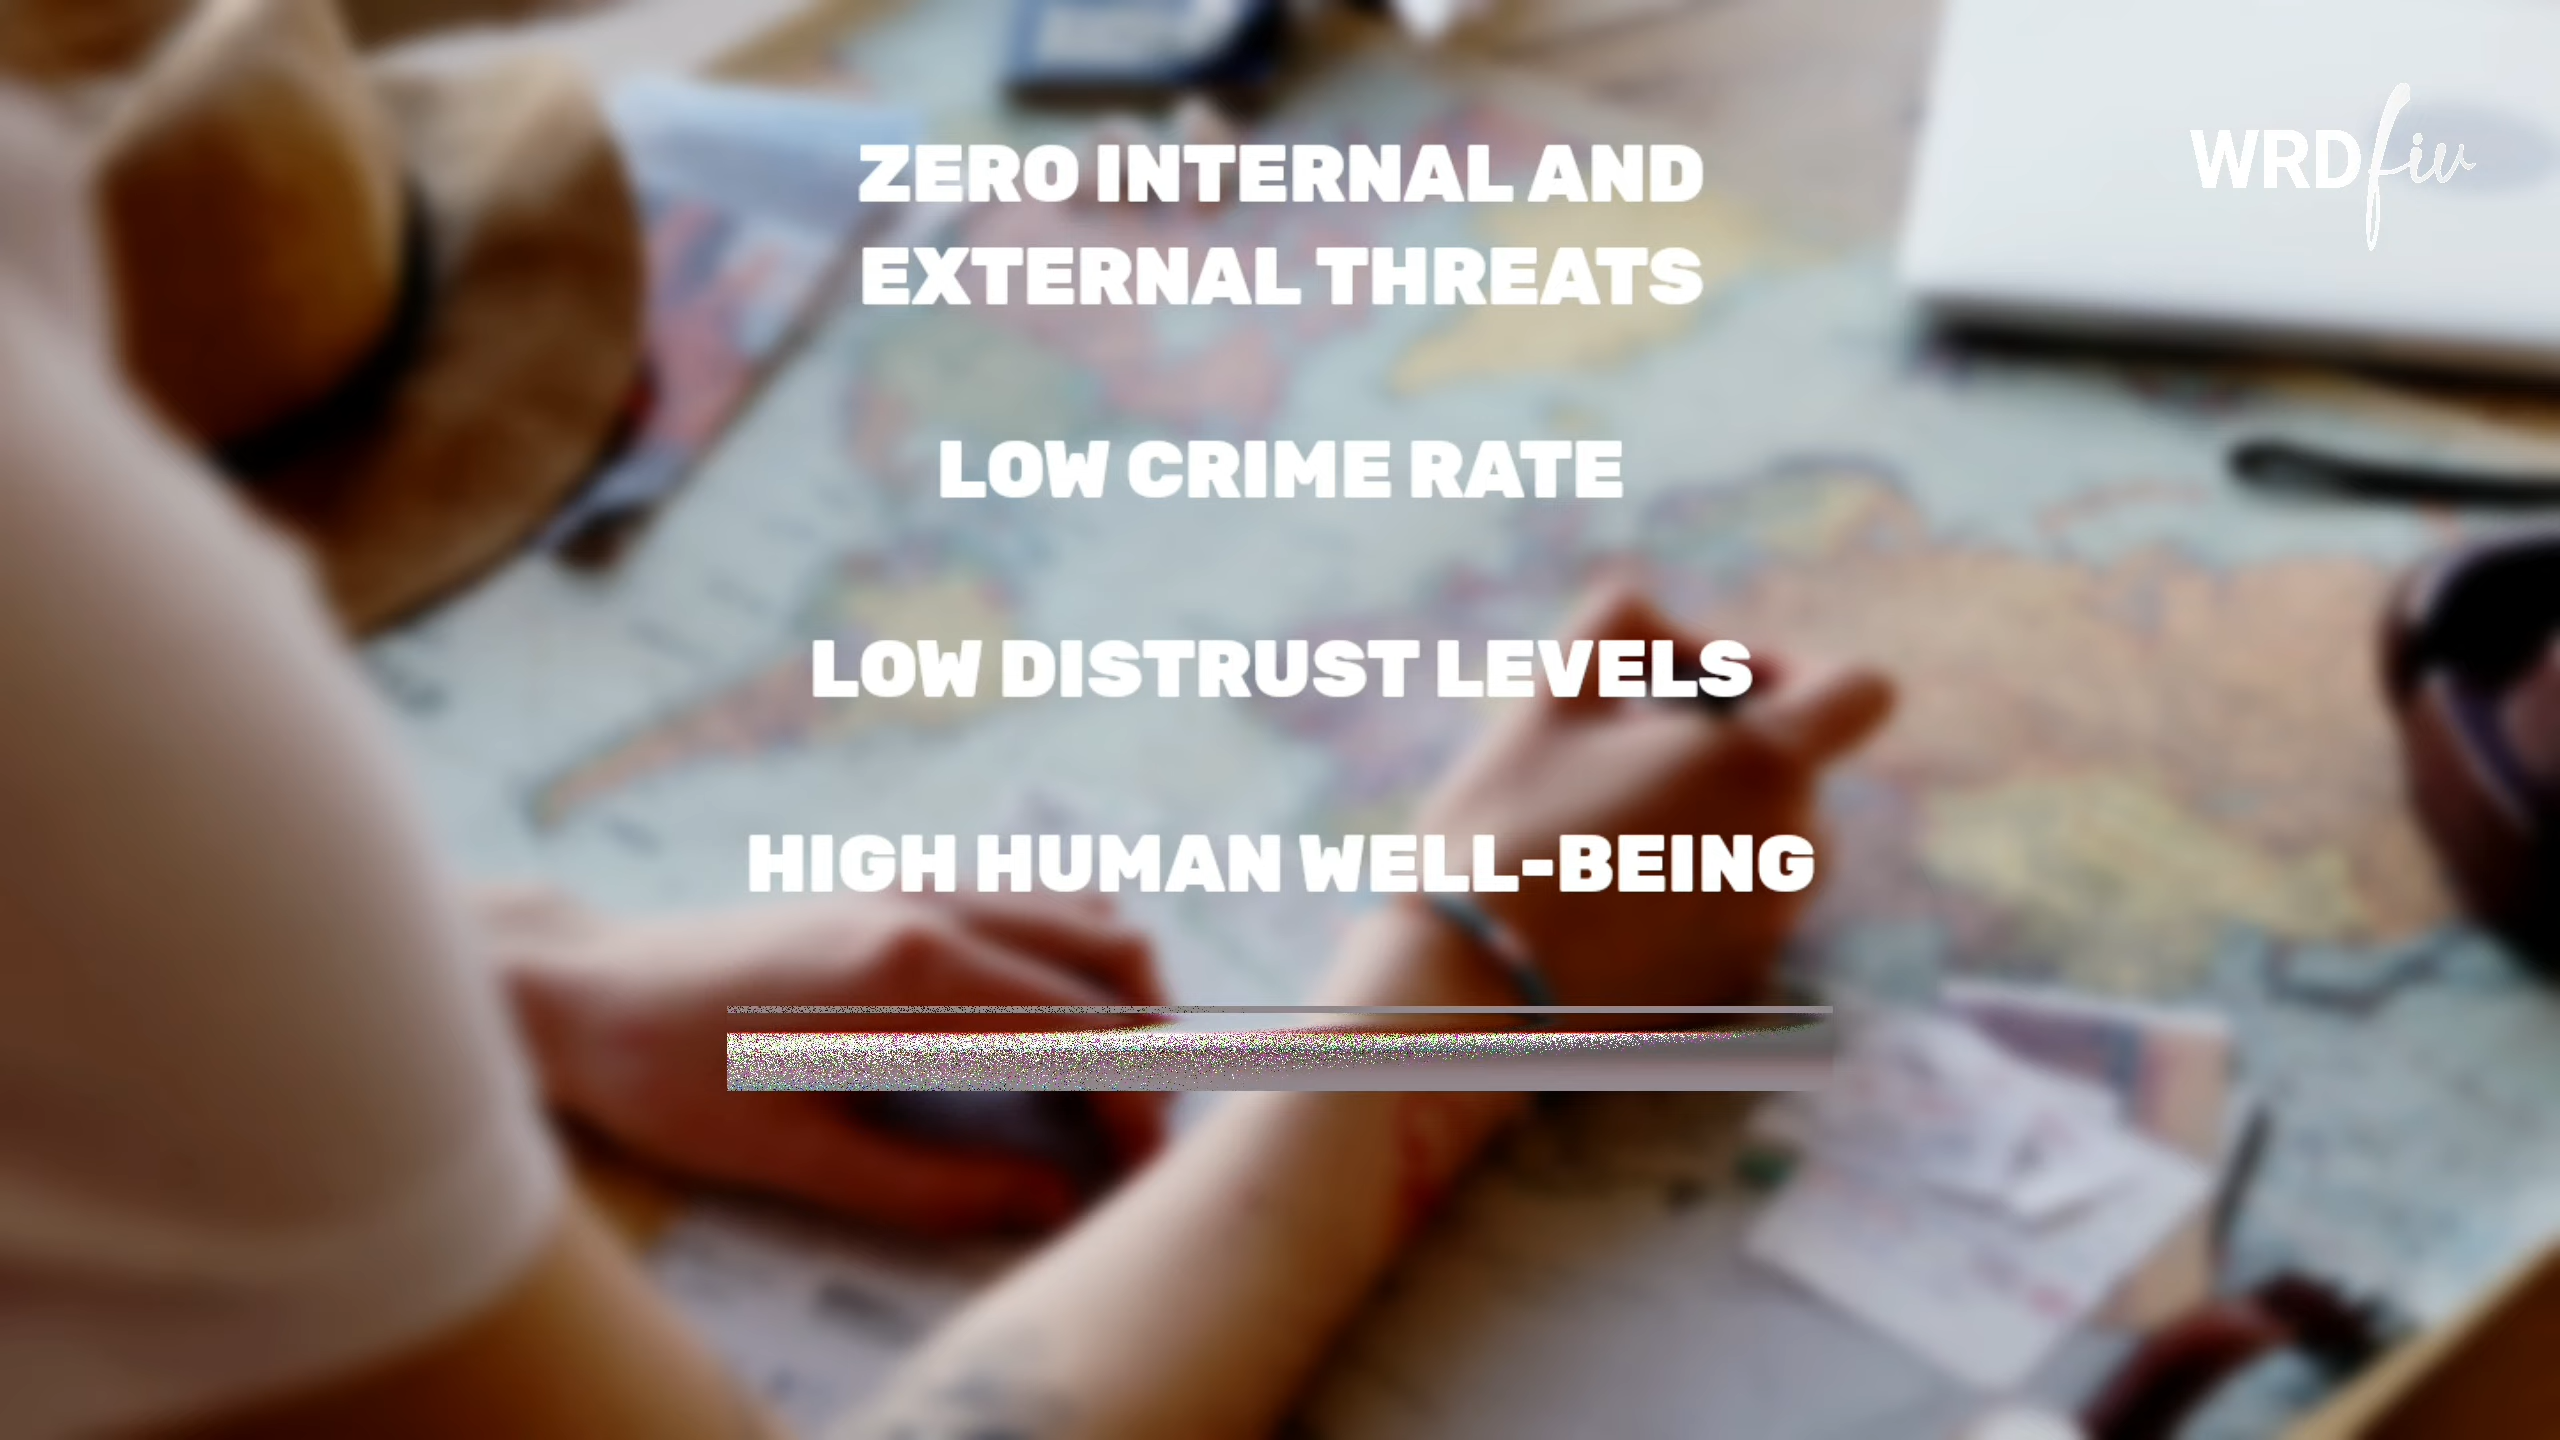 ZERO INTERNAL AND
EXTERNAL THREATS
WRDfiv
LOW CRIME RATE
LOW DISTRUST LEVELS
HIGH HUMAN WELL-BEING